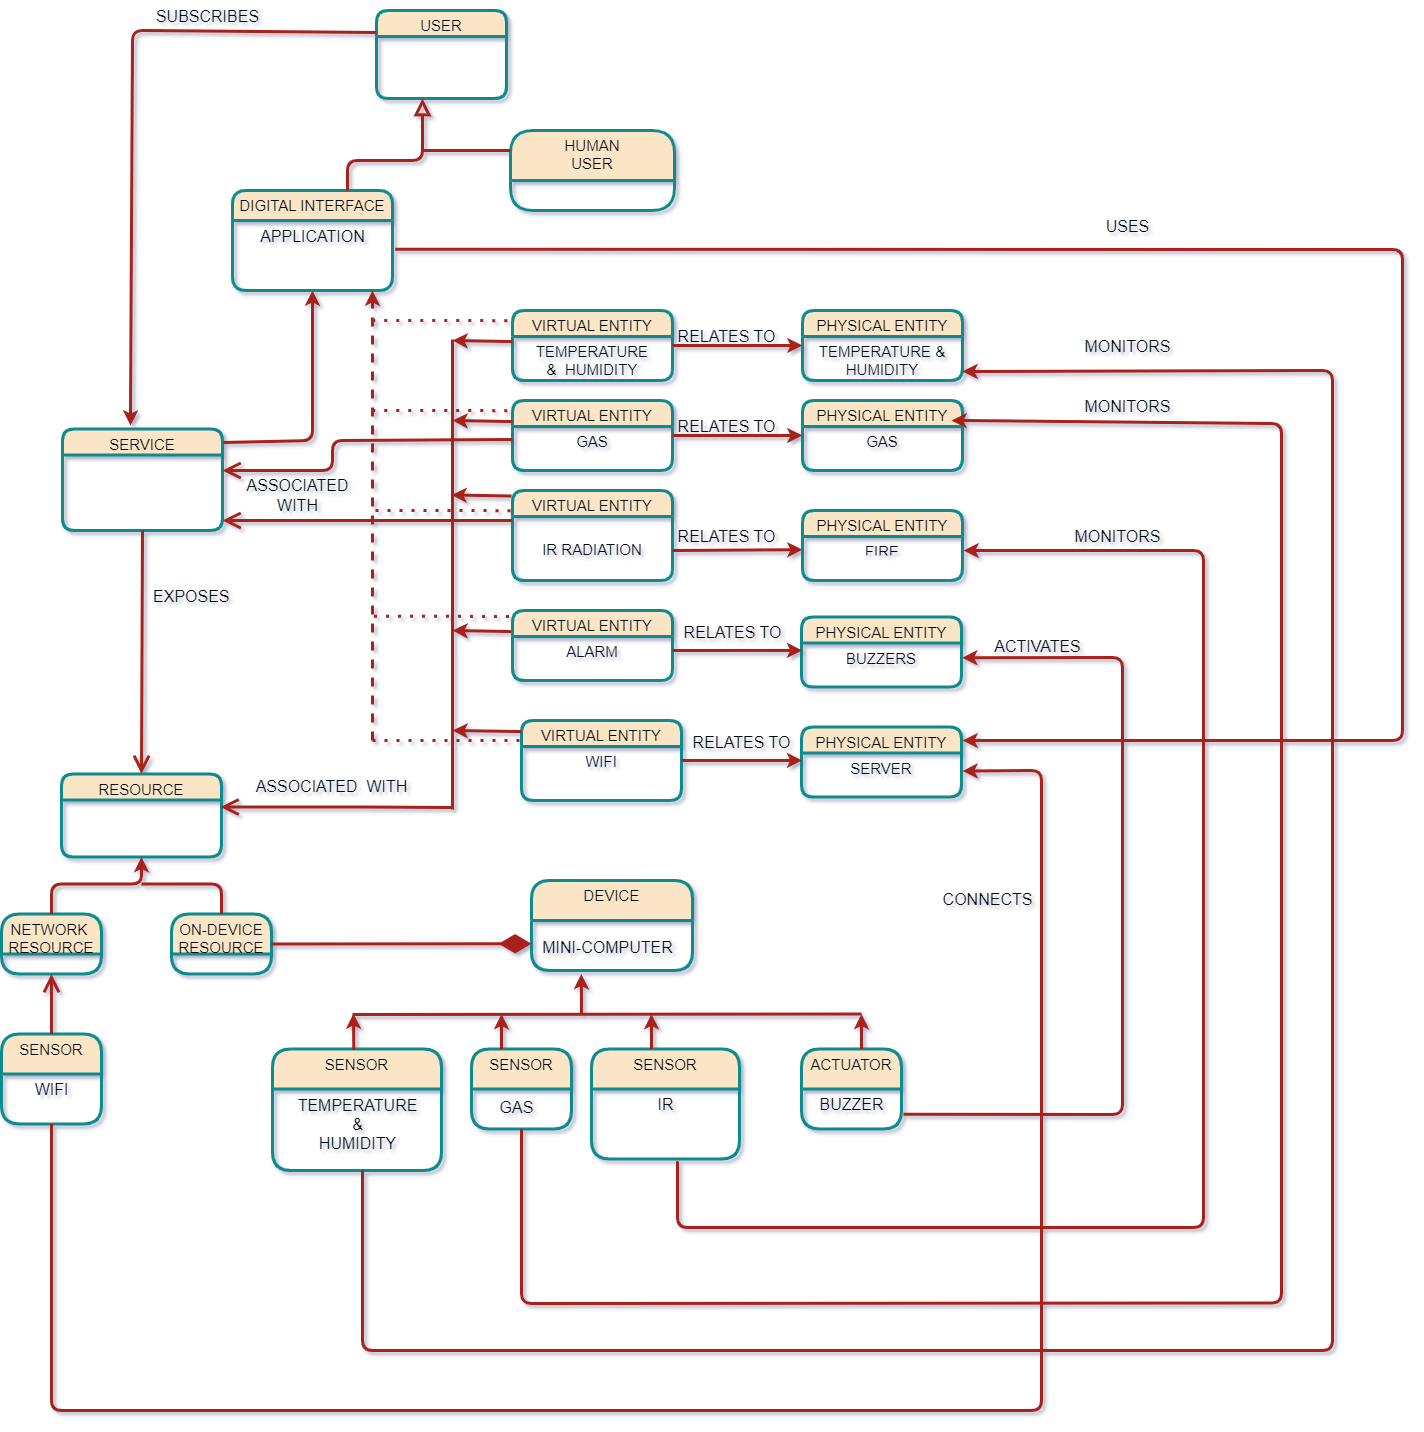 SUBSCRIBES
USER
HUMAN
USER
DIGITAL INTERFACE
APPLICATION
USES
VIRTUAL ENTITY
TEMPERATURE
& HUMIDITY
RELATES TO
PHYSICAL ENTITY
TEMPERATURE &
HUMIDITY
MONITORS
VIRTUAL ENTITY
GAS
RELATES TO
PHYSICAL ENTITY
GAS
MONITORS
SERVICE
ASSOCIATED
WITH
VIRTUAL ENTITY
IR RADIATION
RELATES TO
PHYSICAL ENTITY
FIRE
MONITORS
EXPOSES
VIRTUAL ENTITY
ALARM
RELATES TO
PHYSICAL ENTITY
BUZZERS
ACTIVATES
VIRTUAL ENTITY
WIFI
RELATES TO
PHYSICAL ENTITY
SERVER
RESOURCE
ASSOCIATED WITH
NETWORK
RESOURCE
ON-DEVICE
RESOURCE
DEVICE
MINI-COMPUTER
CONNECTS
SENSOR
WIFI
SENSOR
TEMPERATURE
&
HUMIDITY
SENSOR
GAS
SENSOR
IR
ACTUATOR
BUZZER